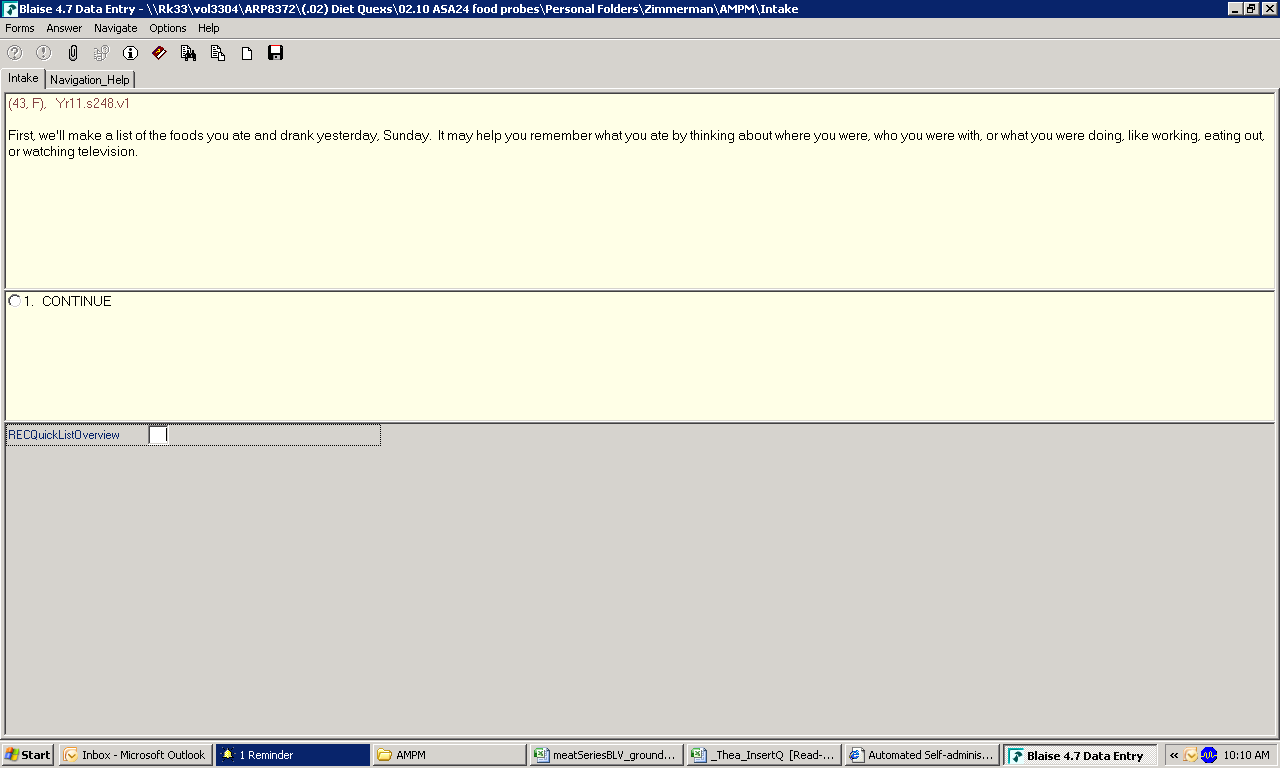 Blaise 4.7 Data Entry - \\Rk33\vol3304\ARP8372\(.02) Diet Quexs\02.10 ASA24 food probes\Personal Folders\Zimmerman\AMPM\Intake
Forms Answer Navigate Options Help
Intake Navigation_Help
(43, F), Yr11.s248.v1
First, we'll make a list of the foods you ate and drank yesterday, Sunday. It may help you remember what you ate by thinking about where you were, who you were with, or what you were doing, like working, eating out,
or watching television.
1. CONTINUE
RECQuickListOverview
Start Inbox - Microsoft Outlook 1 Reminder AMPM meatSeriesBLV_ground... _Thea_InsertQ [Read-... Automated Self-adminis... Blaise 4.7 Data Entry « 10:10 AM